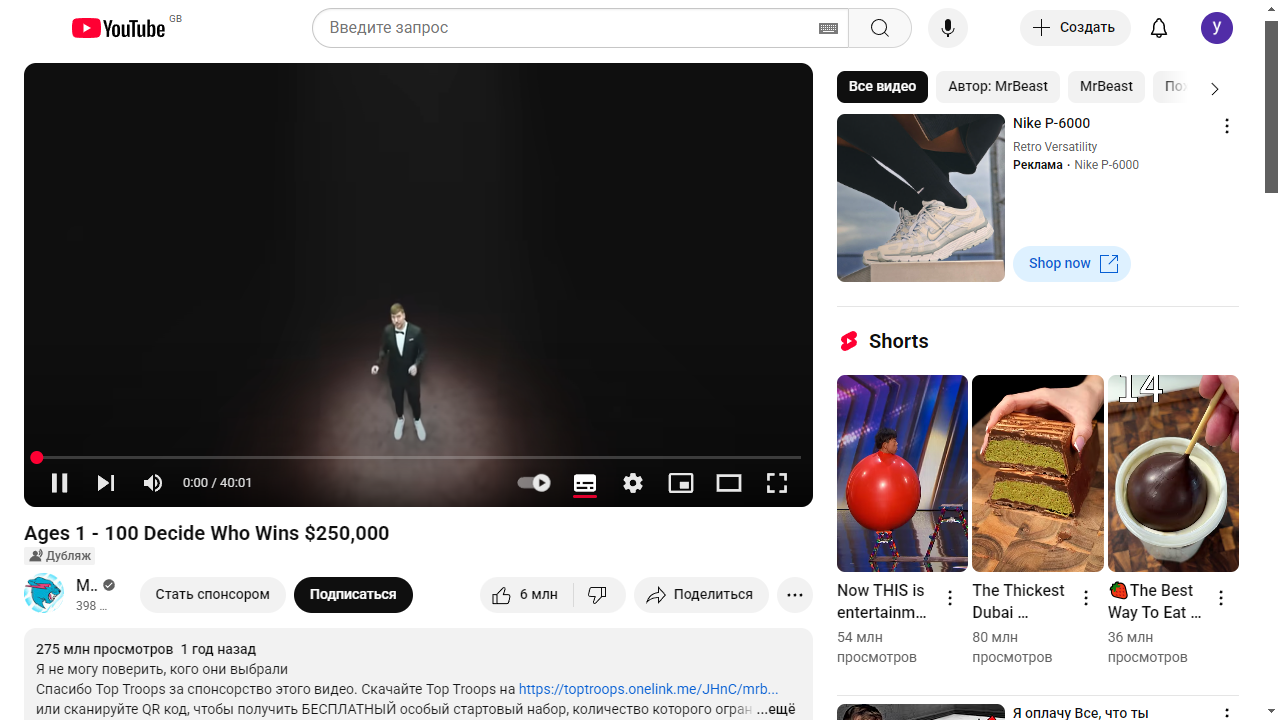 YouTube GB
Введите запрос
Создать
y
Все видео
Автор: MrBeast
MrBeast
Nike P-6000
Retro Versatility
Реклама · Nike P-6000
Shop now
Shorts
14
0:00 / 40:01
Ages 1 - 100 Decide Who Wins $250,000
Дубляж
M..
398 ...
Стать спонсором
Подписаться
6 млн
Поделиться
Now THIS is
entertainm...
54 млн
просмотров
The Thickest
Dubai ...
80 млн
просмотров
🍓The Best
Way To Eat ...
36 млн
просмотров
275 млн просмотров 1 год назад
Я не могу поверить, кого они выбрали
Спасибо Top Troops за спонсорство этого видео. Скачайте Top Troops на https://toptroops.onelink.me/JHnC/mrb...
или сканируйте QR код, чтобы получить БЕСПЛАТНЫЙ особый стартовый набор, количество которого огран ...ещё
Я оплачу Все, что ты